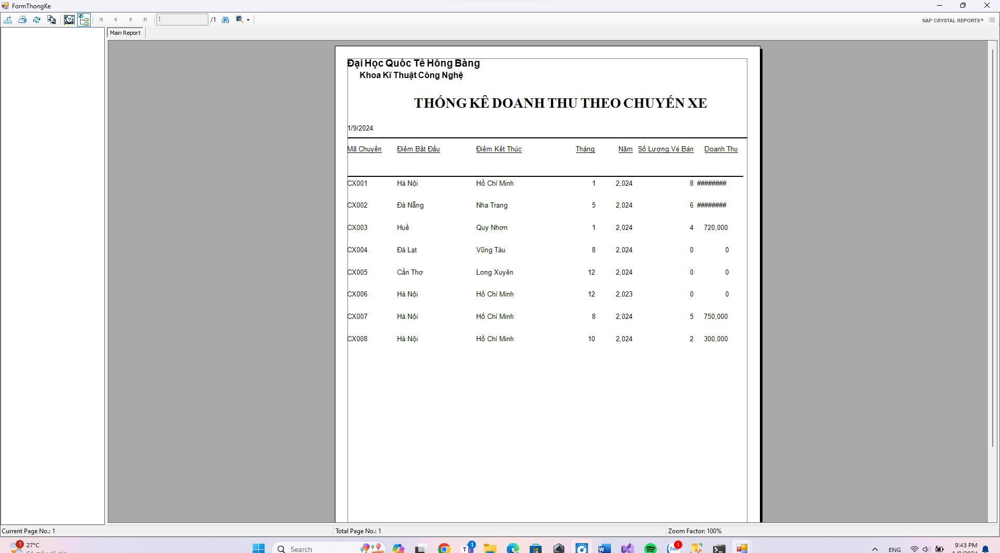 FormThongKe
1 /1
SAP CRYSTAL REPORTS®
Main Report
Đại Học Quốc Tế Hồng Bàng
Khoa Kĩ Thuật Công Nghệ
THỐNG KÊ DOANH THU THEO CHUYẾN XE
1/9/2024
Mã Chuyến Điểm Bắt Đầu Điểm Kết Thúc Tháng Năm Số Lượng Vé Bán Doanh Thu
CX001 Hà Nội Hồ Chí Minh 1 2,024 8 ########
CX002 Đà Nẵng Nha Trang 5 2,024 6 ########
CX003 Huế Quy Nhơn 1 2,024 4 720,000
CX004 Đà Lạt Vũng Tàu 8 2,024 0 0
CX005 Cần Thơ Long Xuyên 12 2,024 0 0
CX006 Hà Nội Hồ Chí Minh 12 2,023 0 0
CX007 Hà Nội Hồ Chí Minh 8 2,024 5 750,000
CX008 Hà Nội Hồ Chí Minh 10 2,024 2 300,000
Current Page No.: 1 Total Page No.: 1 Zoom Factor: 100%
1 27°C
Search
1
1
ENG
9:43 PM